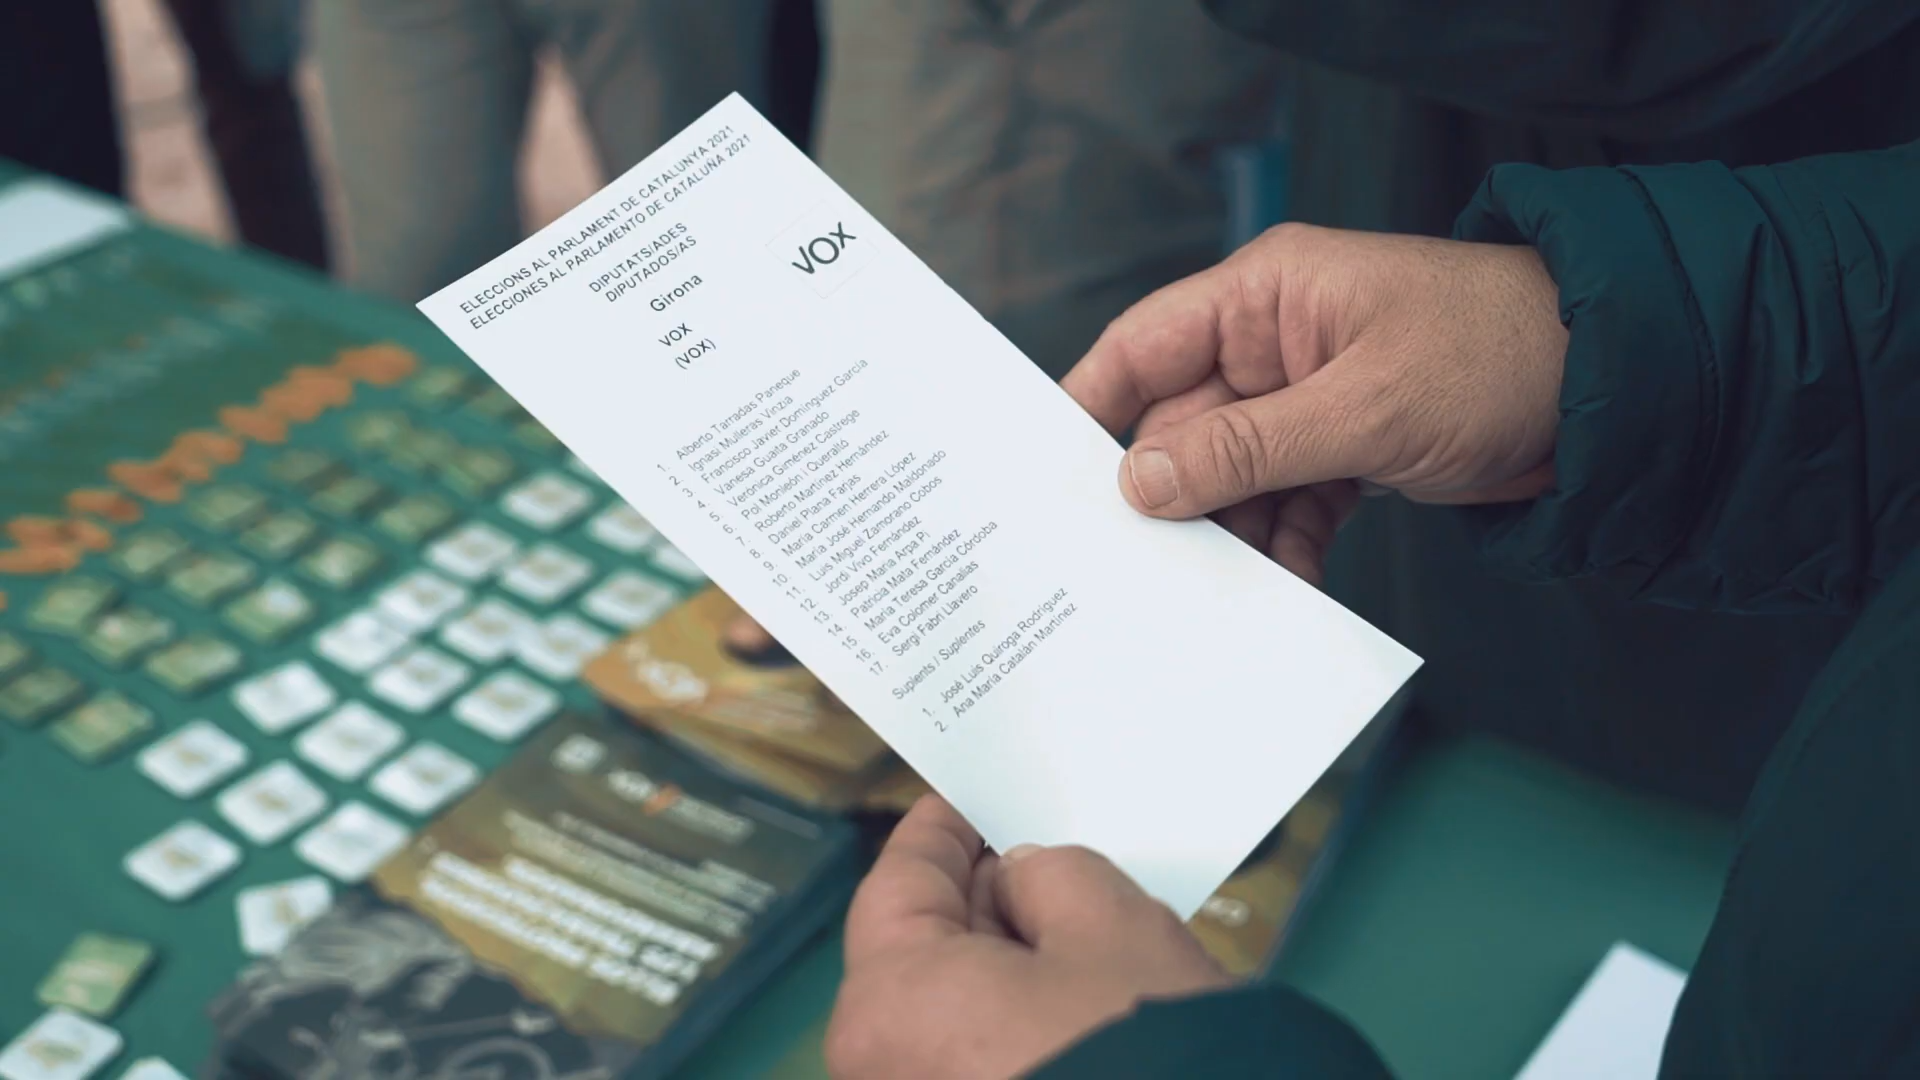 ELECCIONS AL PARLAMENT DE CATALUNYA 2021
ELECCIONES AL PARLAMENTO DE CATALUÑA 2021
DIPUTATS/ADES
DIPUTADOS/AS
Girona
VOX
VOX
(VOX)
1. Alberto Tarradas Paneque
2. Ignasi Mulleras Vinzia
3. Francisco Javier Domínguez García
4. Vanesa Guaita Granado
5. Verónica Giménez Castrege
6. Pol Monleón i Queraltó
7. Roberto Martínez Hernández
8. Daniel Plana Farjas
9. María Carmen Herrera López
10. María José Hernando Maldonado
11. Luis Miguel Zamorano Cobos
12. Jordi Vivo Fernández
13. Josep Maria Arpa Pi
14. Patricia Mata Fernández
15. María Teresa García Córdoba
16. Eva Colomer Canalias
17. Sergi Fabri Llavero
Suplents / Suplentes
1. José Luis Quiroga Rodríguez
2. Ana María Catalán Martínez